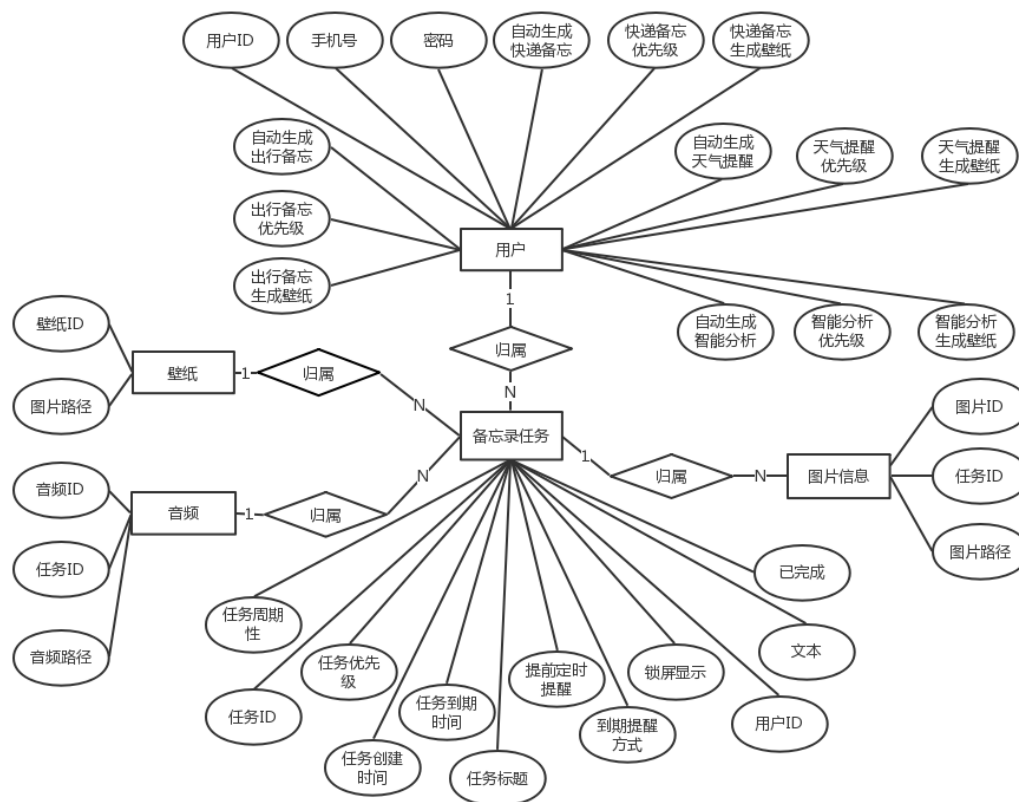 用户ID
手机号
密码
自动生成
快递备忘
快递备忘
优先级
快递备忘
生成壁纸
自动生成
出行备忘
自动生成
天气提醒
天气提醒
优先级
天气提醒
生成壁纸
出行备忘
优先级
用户
出行备忘
生成壁纸
1
自动生成
智能分析
智能分析
优先级
智能分析
生成壁纸
壁纸ID
归属
壁纸
1
归属
N
N
图片路径
备忘录任务
图片ID
1
归属
N
图片信息
任务ID
图片路径
音频ID
音频
1
归属
N
任务ID
音频路径
已完成
任务周期
性
任务优先
级
提前定时
提醒
锁屏显示
文本
任务ID
任务到期
时间
到期提醒
方式
用户ID
任务创建
时间
任务标题